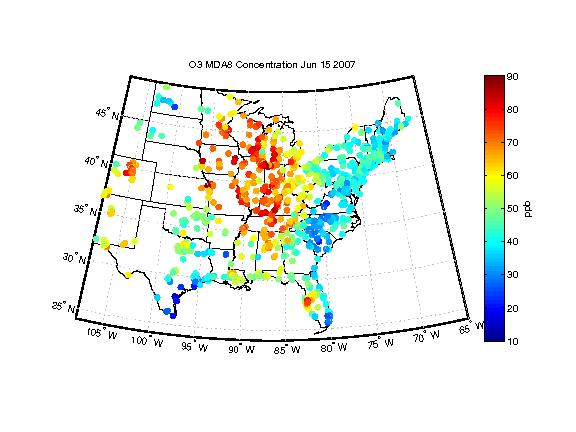 O3 MDA8 Concentration Jun 15 2007
90
80
70
60
50
40
30
20
10
ppb
45° N
40° N
35° N
30° N
25° N
105° W
100° W
95° W
90° W
85° W
80° W
75° W
70° W
65° W